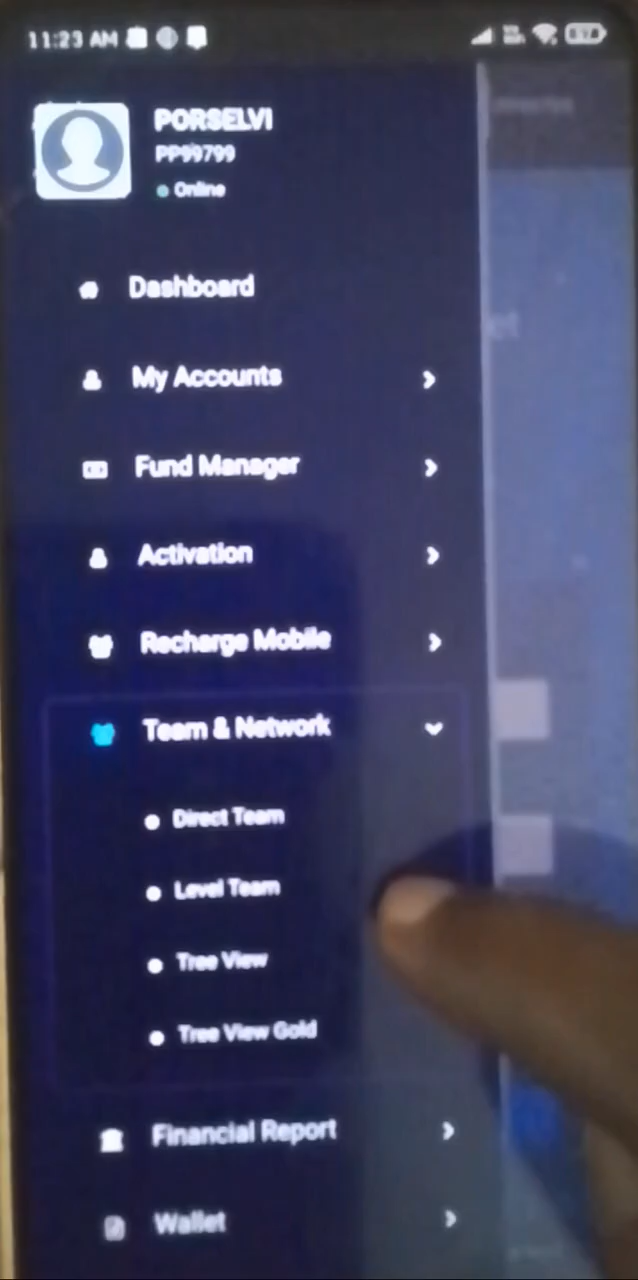 11:23 AM
PORSELVI
PP99799
Online
Dashboard
My Accounts
Fund Manager
Activation
Recharge Mobile
Team & Network
Direct Team
Level Team
Tree View
Tree View Gold
Financial Report
Wallet